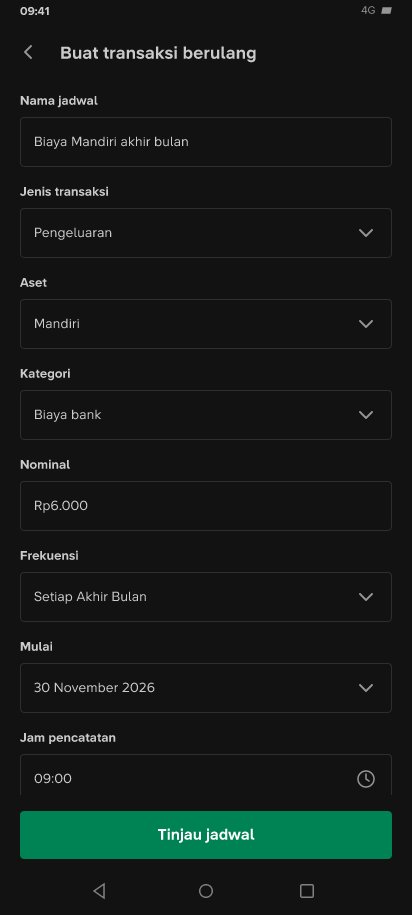 09:41
4G
Buat transaksi berulang
Nama jadwal
Biaya Mandiri akhir bulan
Jenis transaksi
Pengeluaran
Aset
Mandiri
Kategori
Biaya bank
Nominal
Rp6.000
Frekuensi
Setiap Akhir Bulan
Mulai
30 November 2026
Jam pencatatan
09:00
Tinjau jadwal